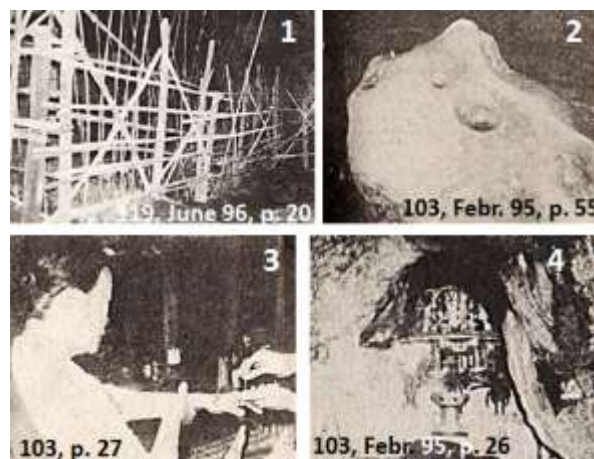 1
119, June 96, p. 20
2
103, Febr. 95, p. 55
3
103, p. 27
4
103, Febr. 95, p. 26